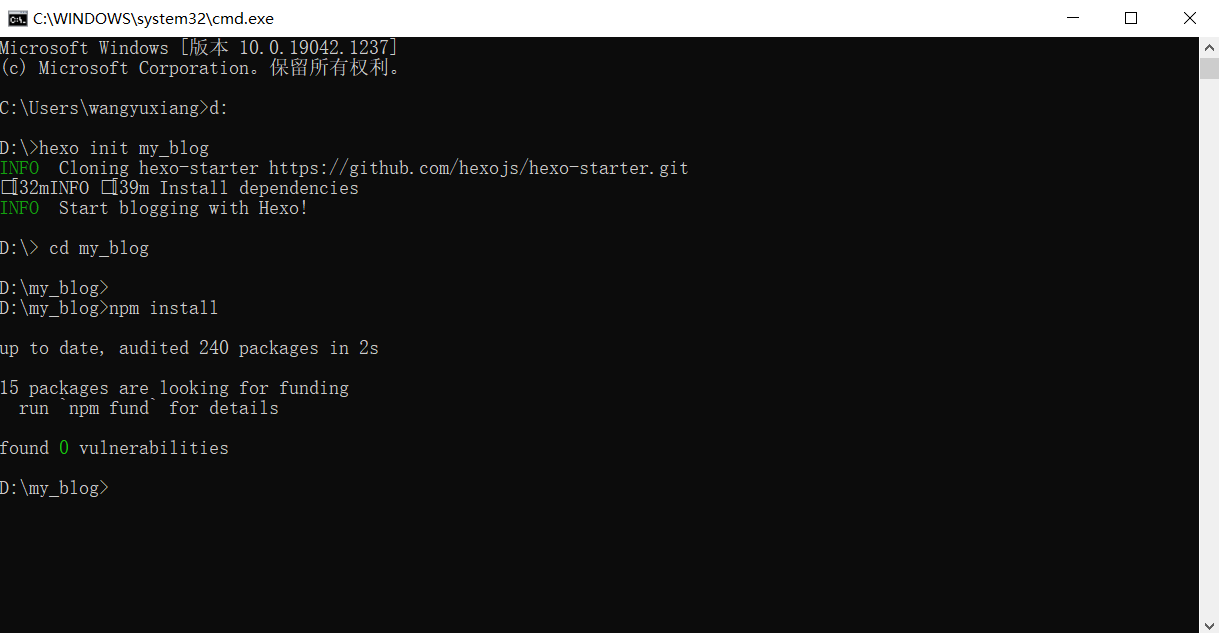 C:\WINDOWS\system32\cmd.exe
Microsoft Windows [版本 10.0.19042.1237]
(c) Microsoft Corporation。保留所有权利。
C:\Users\wangyuxiang>d:
D:\>hexo init my_blog
INFO  Cloning hexo-starter https://github.com/hexojs/hexo-starter.git
[32mINFO [39m Install dependencies
INFO  Start blogging with Hexo!
D:\> cd my_blog
D:\my_blog>
D:\my_blog>npm install
up to date, audited 240 packages in 2s
15 packages are looking for funding
  run `npm fund` for details
found 0 vulnerabilities
D:\my_blog>